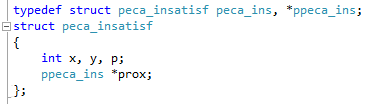 typedef struct peca_insatisf peca_ins, *ppeca_ins;
struct peca_insatisf
{
    int x, y, p;
    ppeca_ins *prox;
};